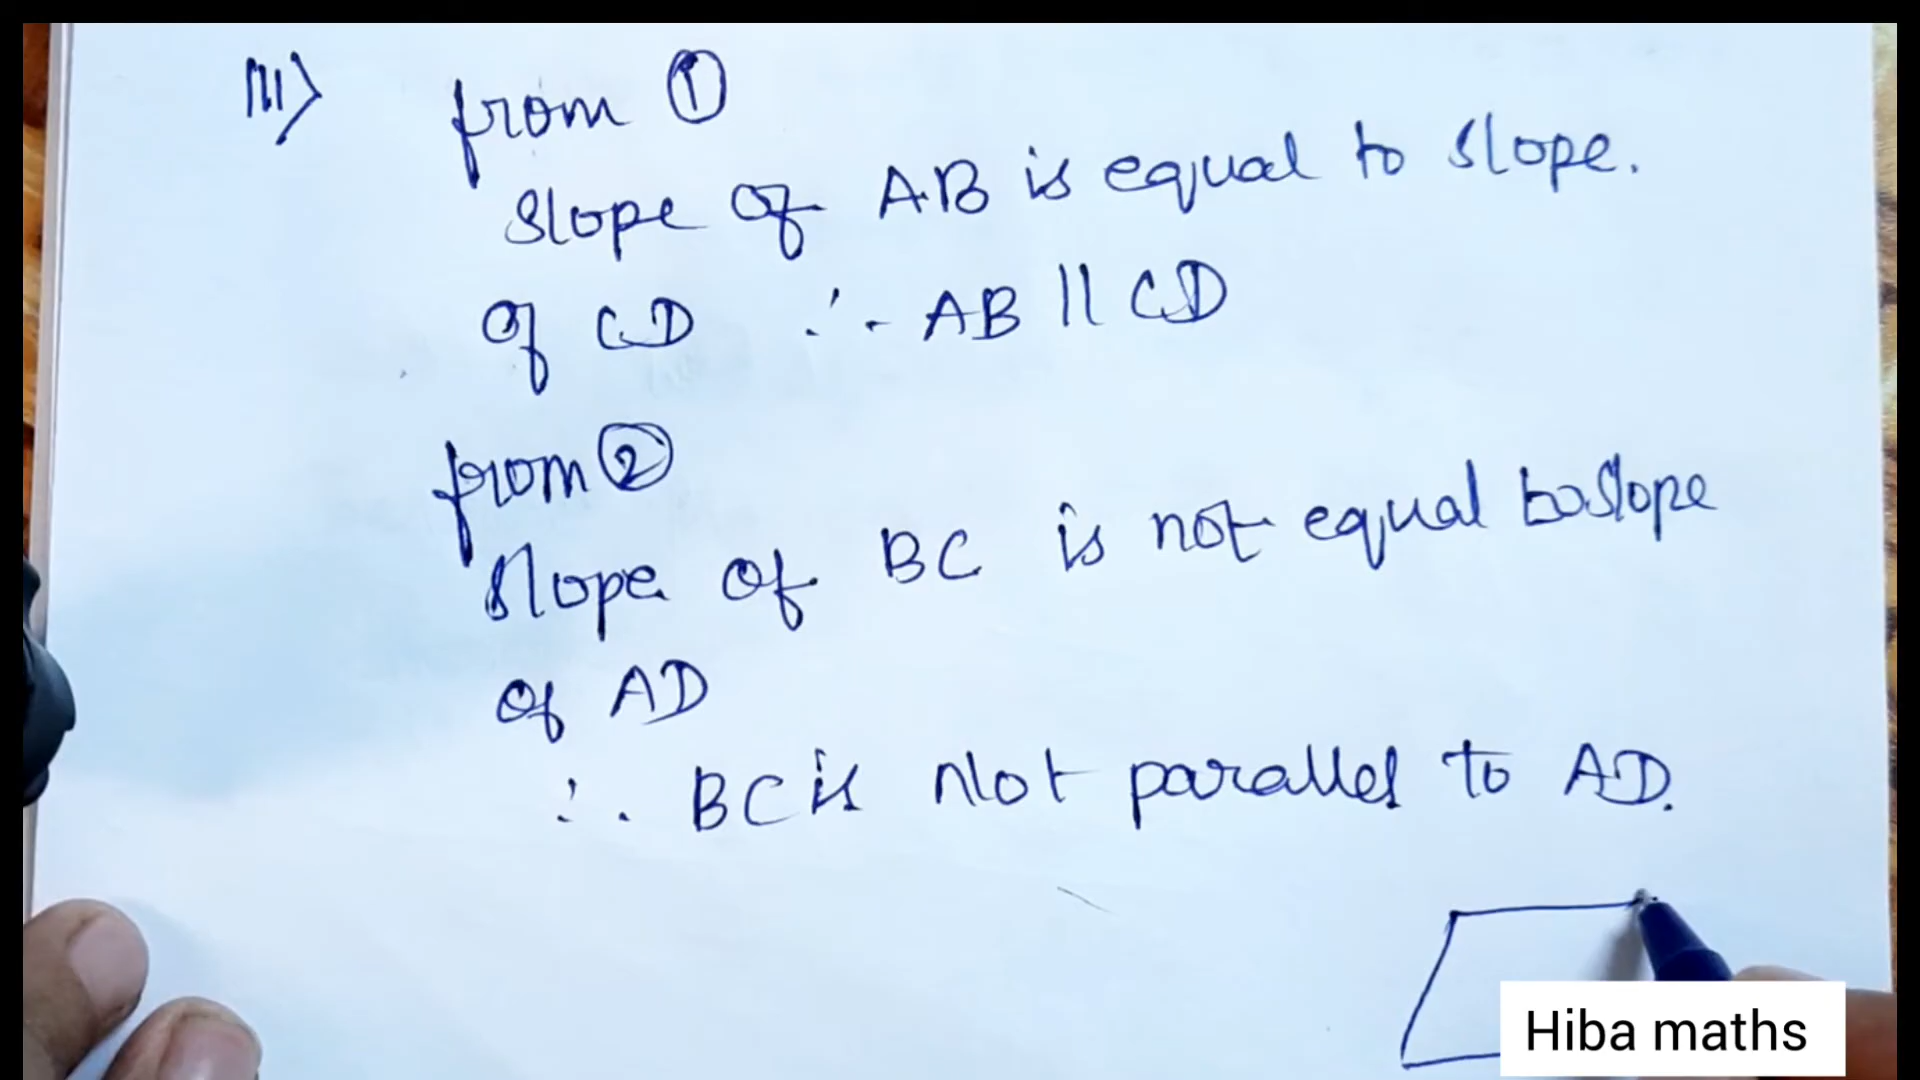 III) from ①
Slope of AB is equal to slope.
of CD ∴ AB || CD
from ②
Slope of BC is not equal to slope
of AD
∴ BC is Not parallel to AD.
Hiba maths